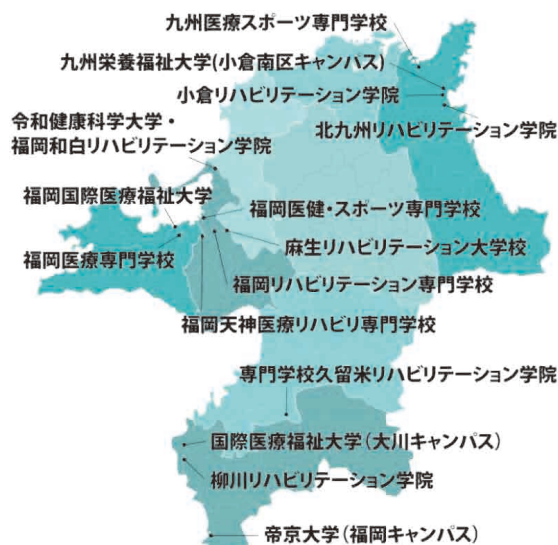 九州医療スポーツ専門学校
九州栄養福祉大学(小倉南区キャンパス)
小倉リハビリテーション学院
北九州リハビリテーション学院
令和健康科学大学・
福岡和白リハビリテーション学院
福岡国際医療福祉大学
福岡医健・スポーツ専門学校
麻生リハビリテーション大学校
福岡医療専門学校
福岡リハビリテーション専門学校
福岡天神医療リハビリ専門学校
専門学校久留米リハビリテーション学院
国際医療福祉大学(大川キャンパス)
柳川リハビリテーション学院
帝京大学(福岡キャンパス)